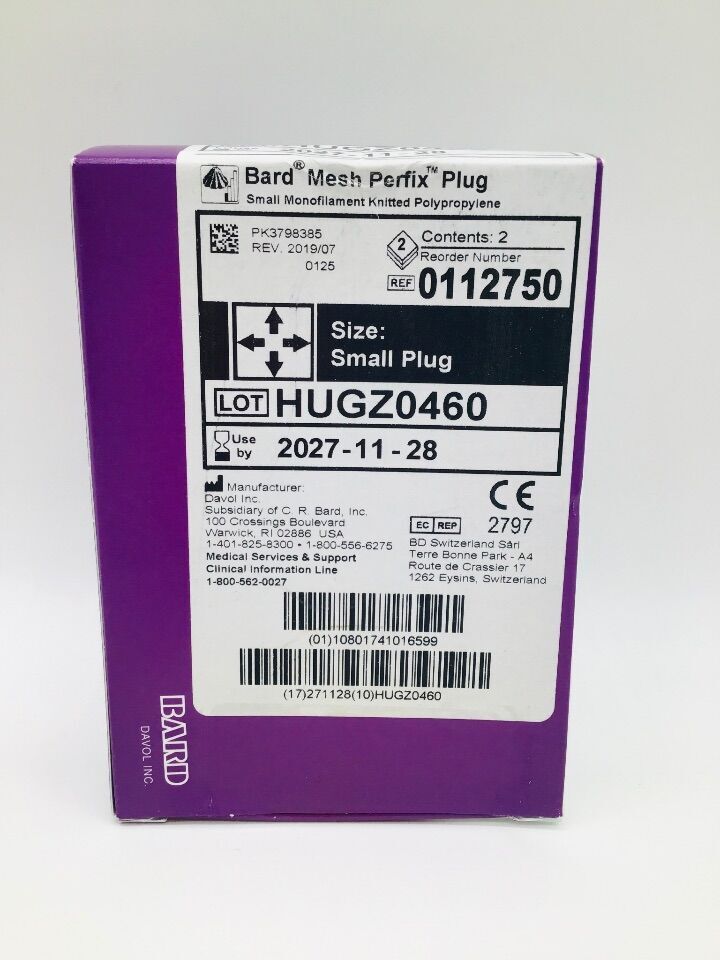 2027-11-28
Bard® Mesh Perfix™ Plug
Small Monofilament Knitted Polypropylene
PK3798385
REV. 2019/07
0125
2
Contents: 2
Reorder Number
REF 0112750
Size:
Small Plug
LOT HUGZ0460
Use
by
2027-11-28
Manufacturer:
Davol Inc.
Subsidiary of C. R. Bard, Inc.
100 Crossings Boulevard
Warwick, RI 02886 USA
1-401-825-8300 • 1-800-556-6275
Medical Services & Support
Clinical Information Line
1-800-562-0027
CE
EC REP 2797
BD Switzerland Sàrl
Terre Bonne Park - A4
Route de Crassier 17
1262 Eysins, Switzerland
(01)10801741016599
(17)271128(10)HUGZ0460
BARD
DAVOL INC.